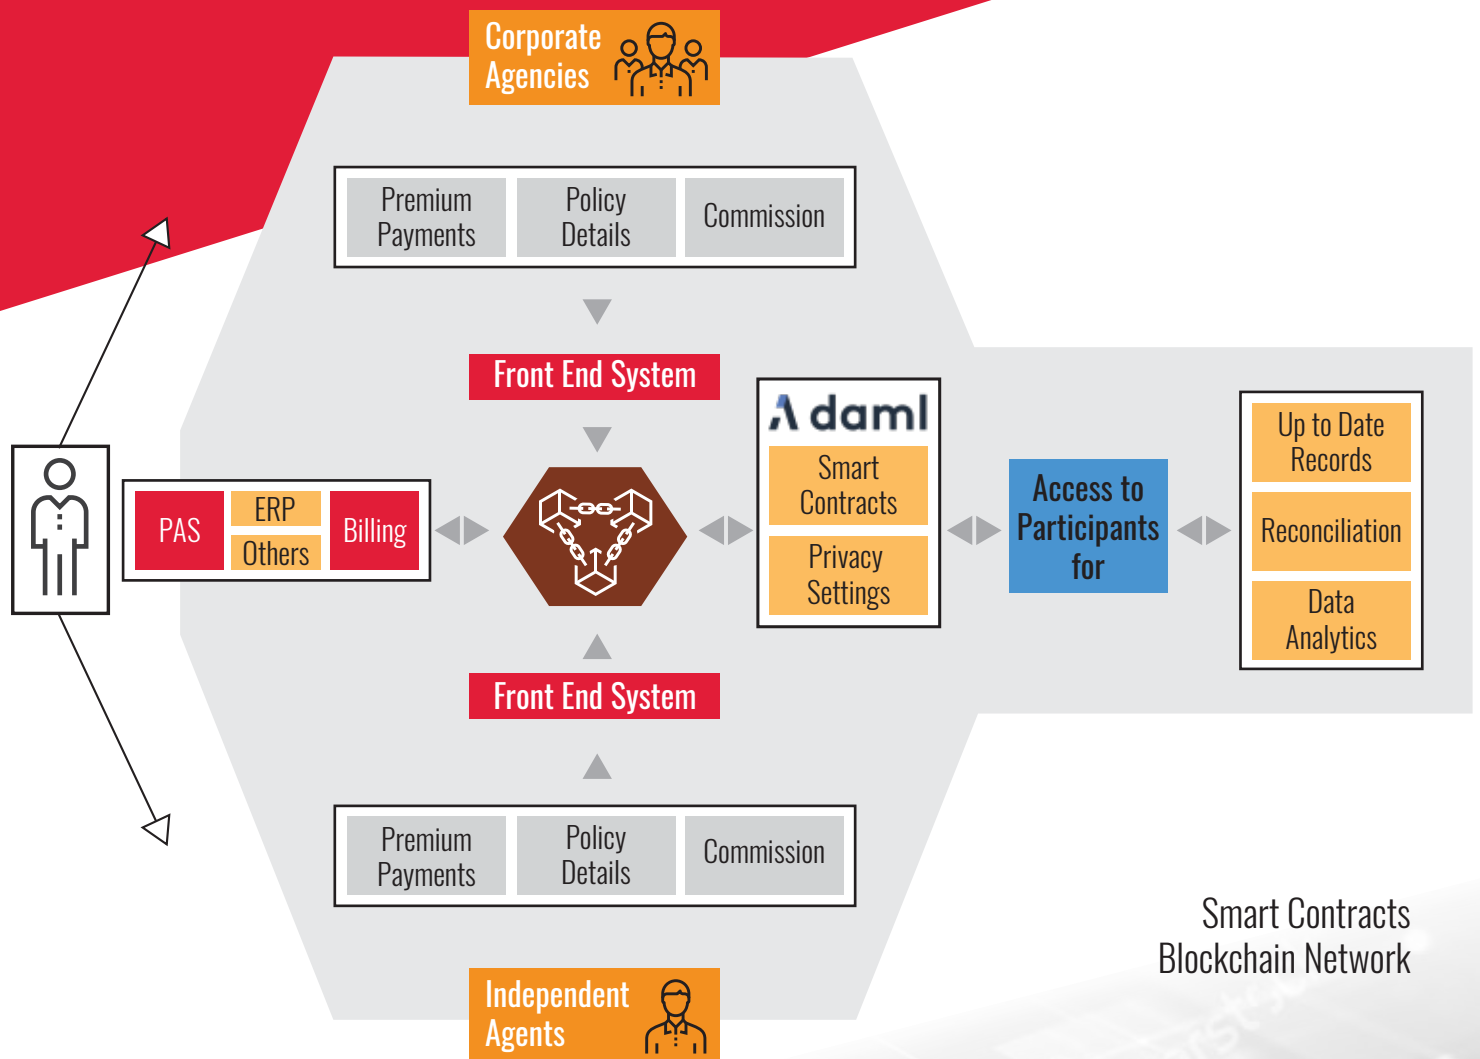 Corporate
Agencies
Premium
Payments
Policy
Details
Commission
Front End System
daml
Smart
Contracts
Privacy
Settings
PAS
ERP
Others
Billing
Access to
Participants
for
Up to Date
Records
Reconciliation
Data
Analytics
Front End System
Premium
Payments
Policy
Details
Commission
Independent
Agents
Smart Contracts
Blockchain Network